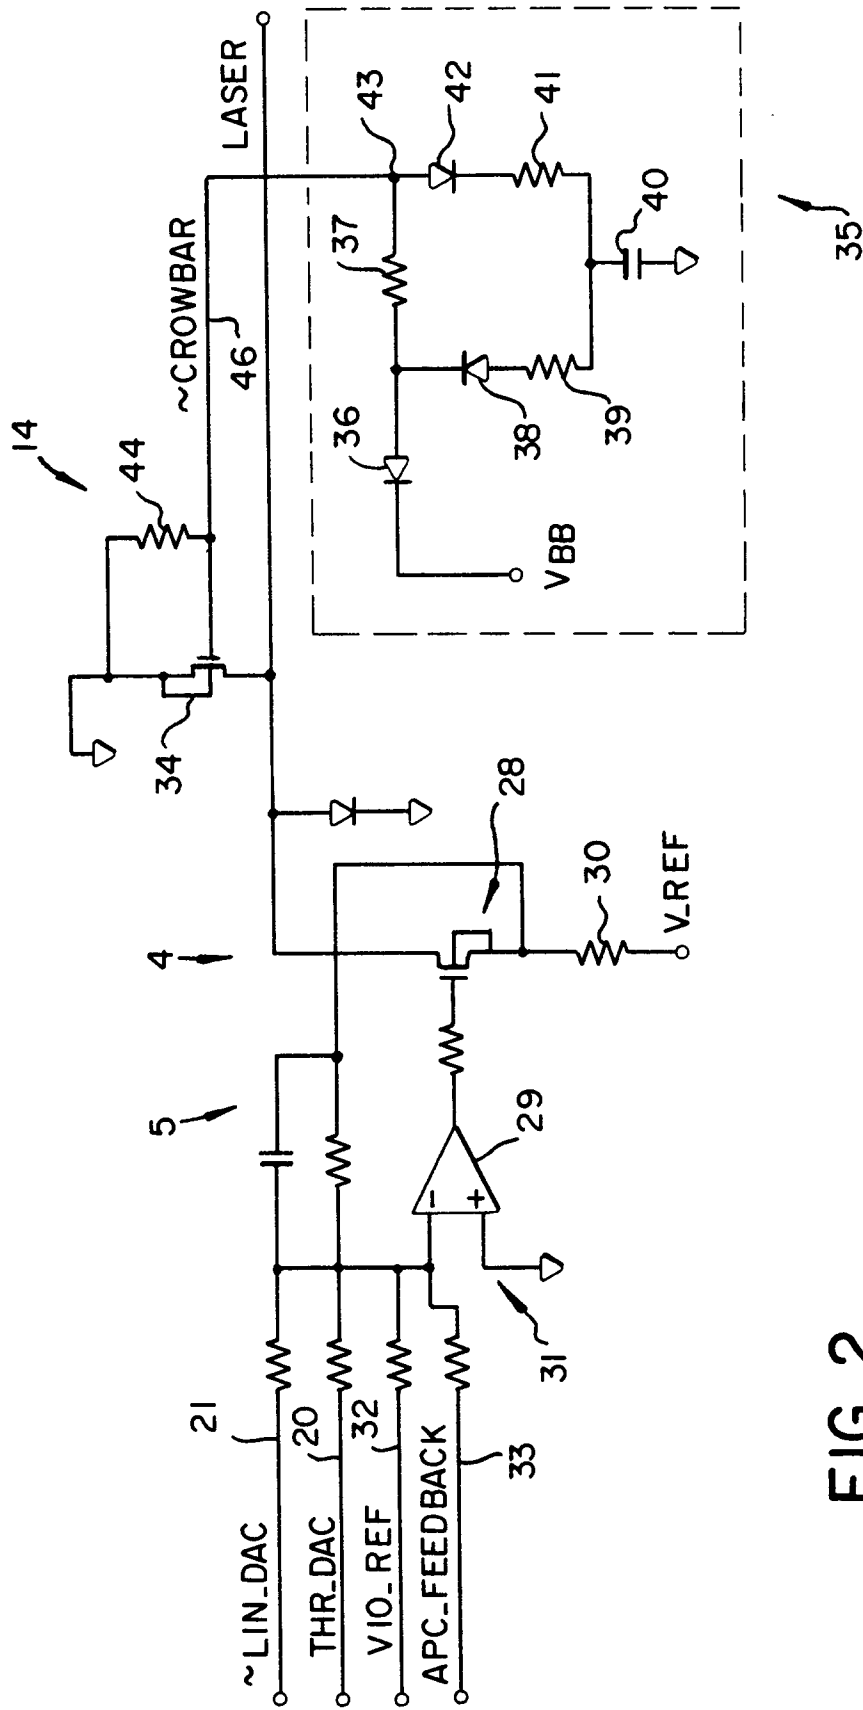 14
44
~CROWBAR
LASER
34
46
5
4
28
36
37
43
42
38
41
39
40
VBB
35
~LIN_DAC
21
THR_DAC
20
VIO_REF
32
APC_FEEDBACK
33
29
-
+
31
30
V_REF
FIG. 2